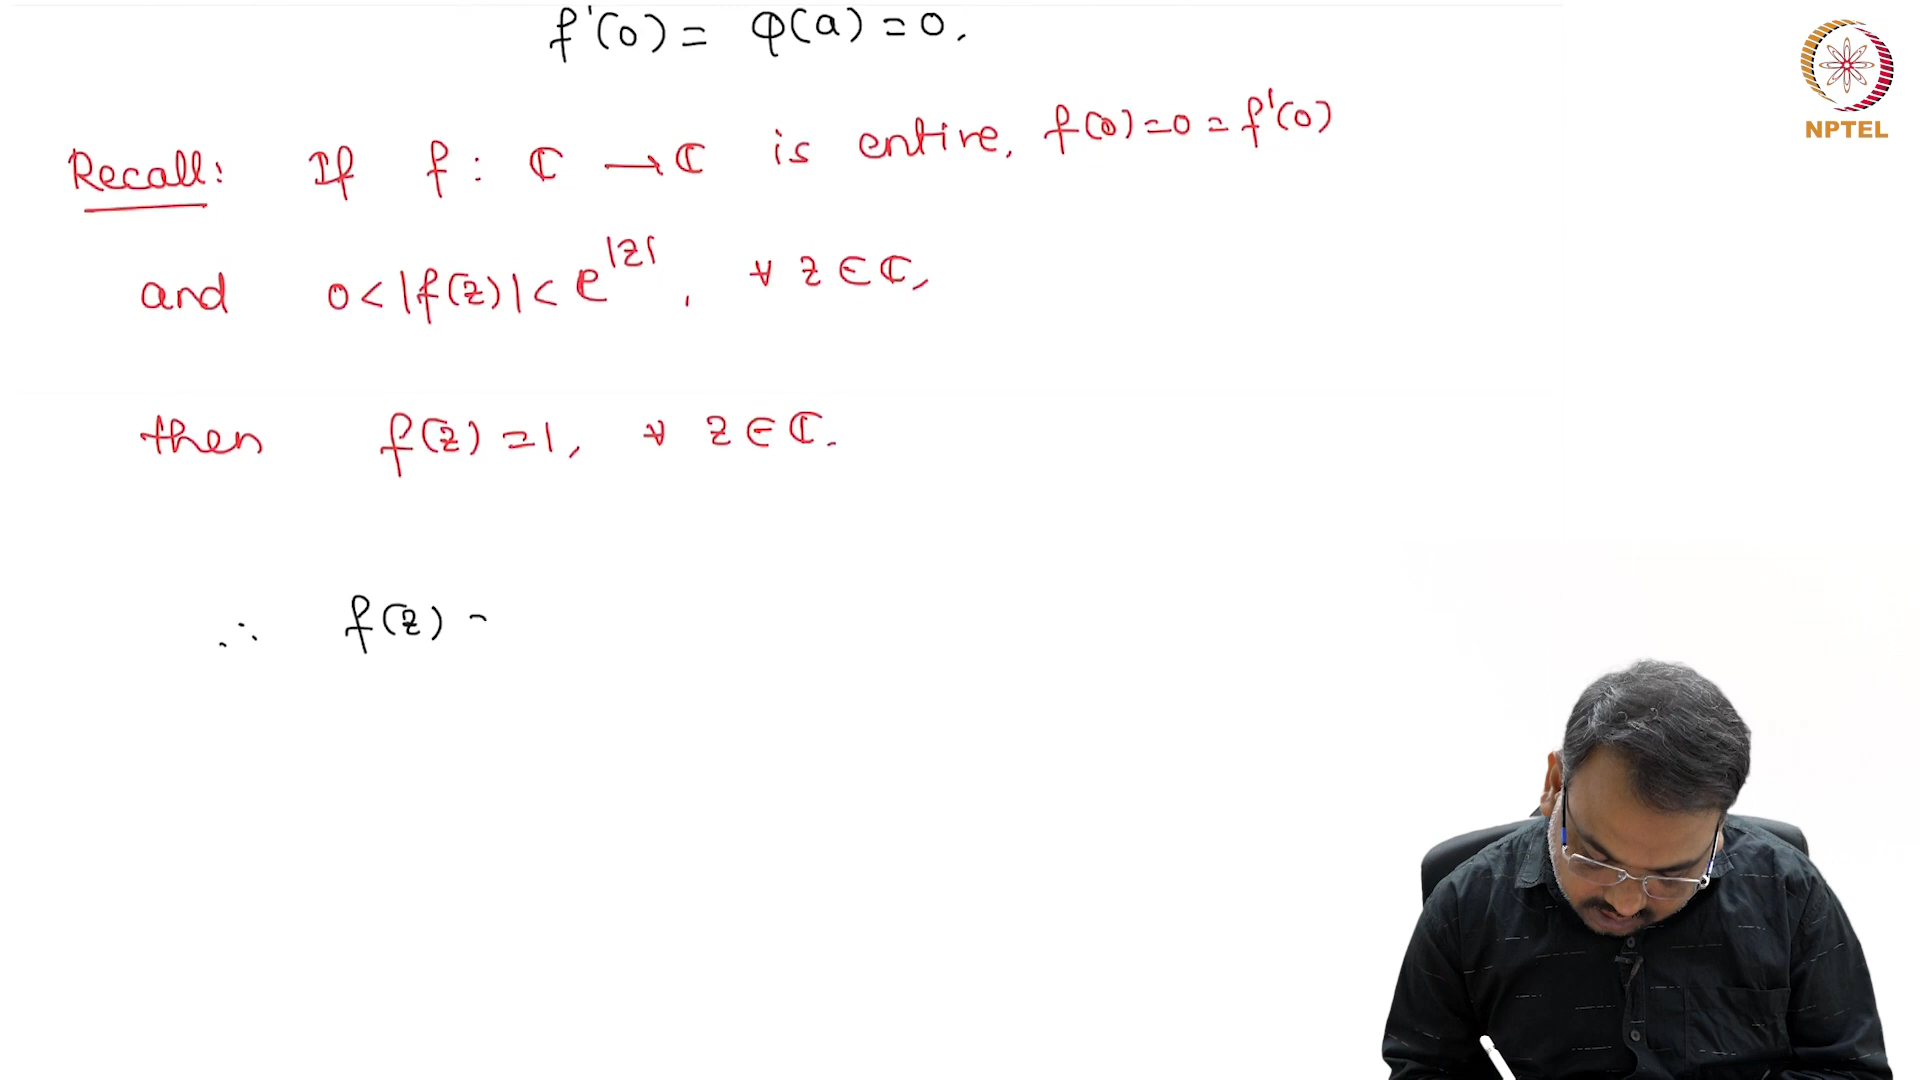 f'(0) = φ(a) = 0.
NPTEL
Recall: If f : ℂ → ℂ is entire, f(0)=0=f'(0)
and 0<|f(z)|<e^|z|, ∀ z∈ℂ,
then f(z)=1, ∀ z∈ℂ.
∴ f(z) -